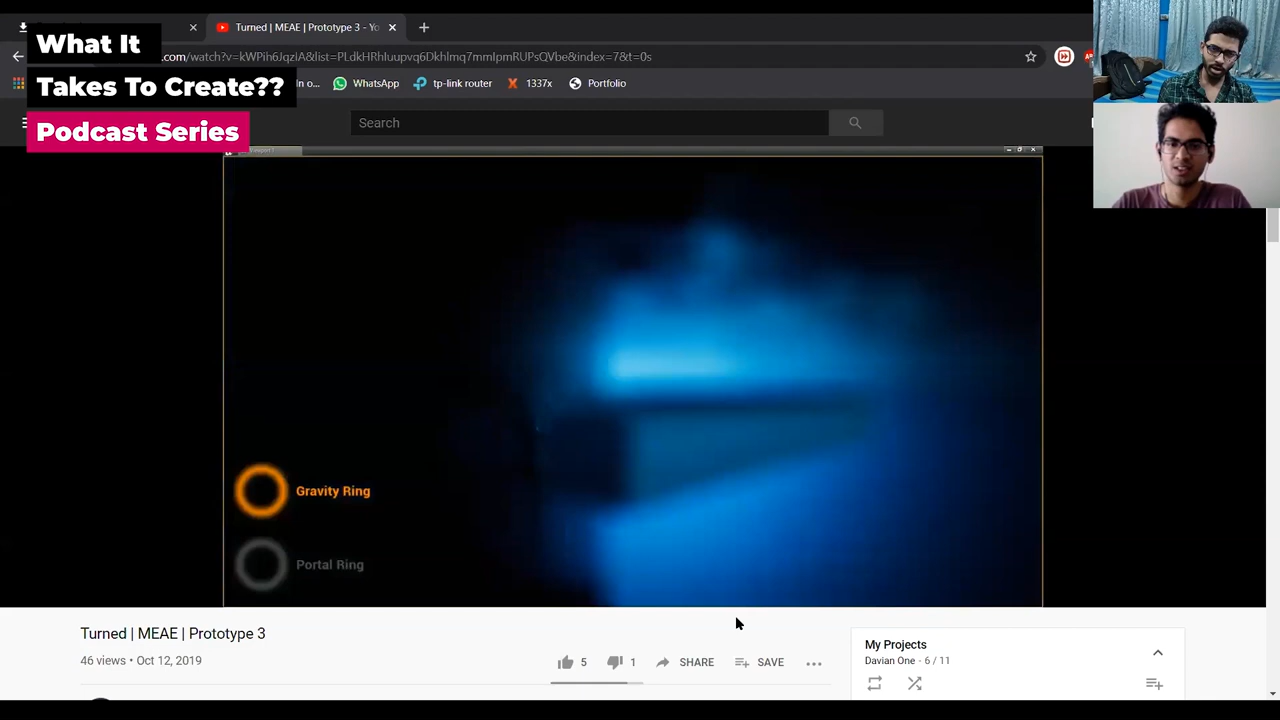 Turned | MEAE | Prototype 3 - Yo
What It
Takes To Create??
Podcast Series
.com/watch?v=kWPih6JqzIA&list=PLdkHRhIuupvq6Dkhlmq7mmIpmRUPsQVbe&index=7&t=0s
in o...
WhatsApp
tp-link router
1337x
Portfolio
Search
Gravity Ring
Portal Ring
Turned | MEAE | Prototype 3
46 views • Oct 12, 2019
5
1
SHARE
SAVE
My Projects
Davian One - 6 / 11